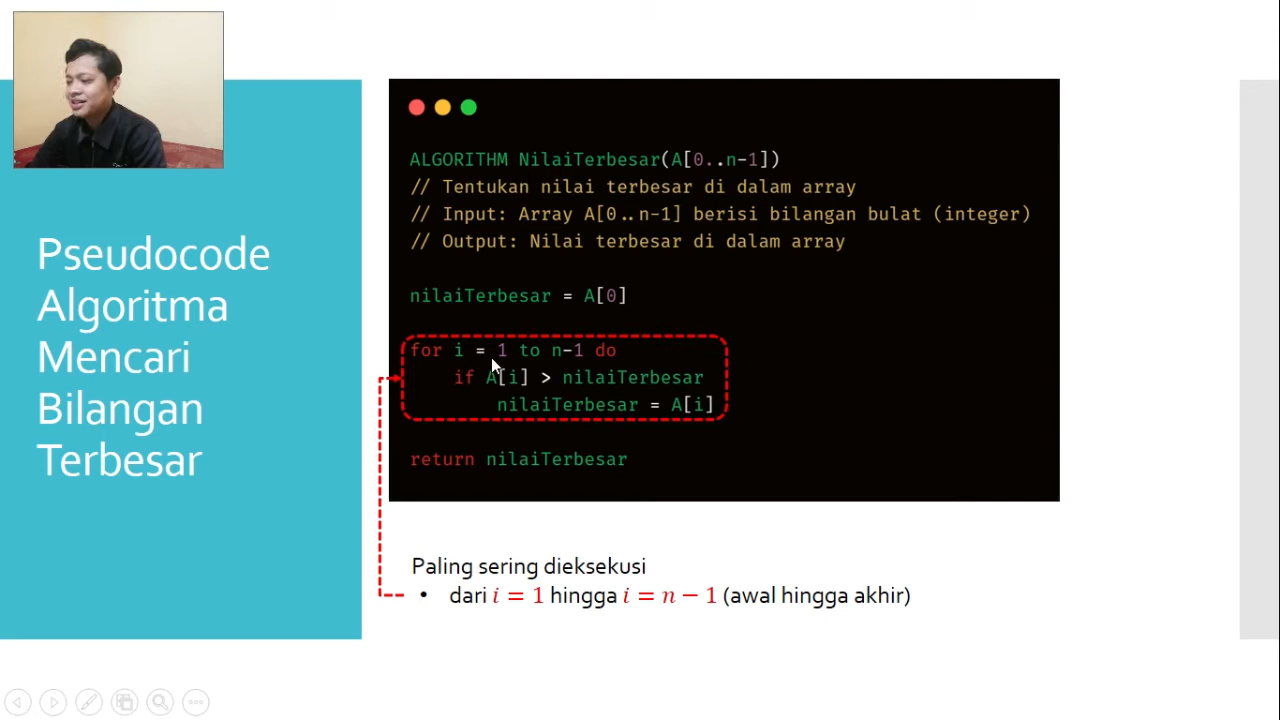 Pseudocode
Algoritma
Mencari
Bilangan
Terbesar
ALGORITHM NilaiTerbesar(A[0..n-1])
// Tentukan nilai terbesar di dalam array
// Input: Array A[0..n-1] berisi bilangan bulat (integer)
// Output: Nilai terbesar di dalam array
nilaiTerbesar = A[0]
for i = 1 to n-1 do
if A[i] > nilaiTerbesar
nilaiTerbesar = A[i]
return nilaiTerbesar
Paling sering dieksekusi
• dari i = 1 hingga i = n − 1 (awal hingga akhir)